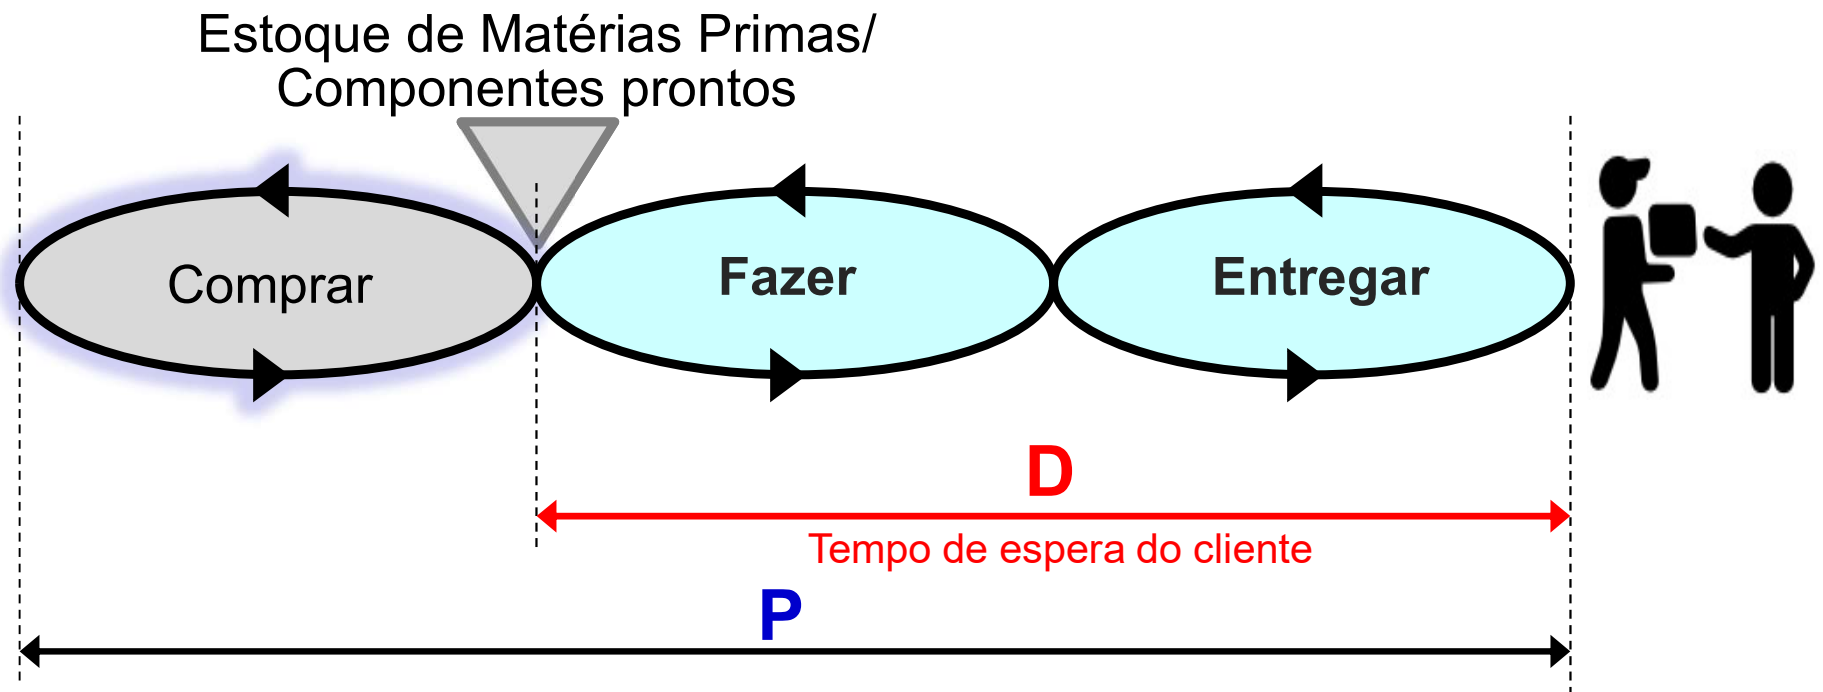 Estoque de Matérias Primas/
Componentes prontos
Comprar
Fazer
Entregar
D
Tempo de espera do cliente
P